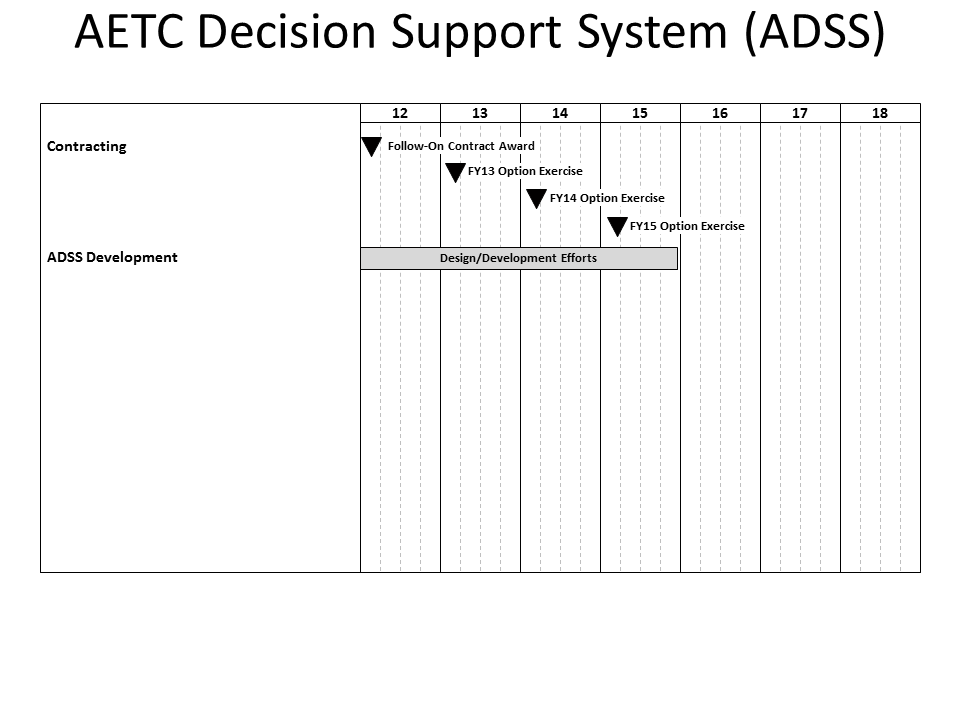 AETC Decision Support System (ADSS)
12 13 14 15 16 17 18
Contracting
Follow-On Contract Award
FY13 Option Exercise
FY14 Option Exercise
FY15 Option Exercise
ADSS Development
Design/Development Efforts